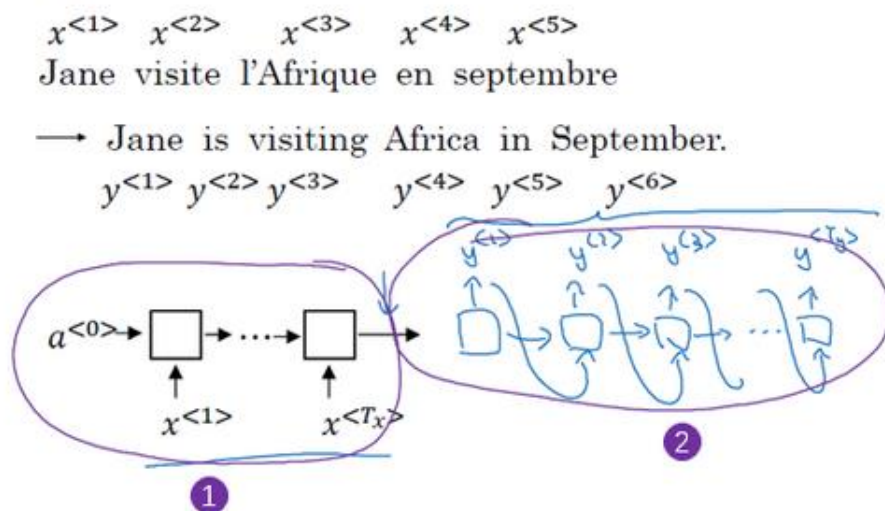 x<1> x<2> x<3> x<4> x<5>
Jane visite l'Afrique en septembre
→ Jane is visiting Africa in September.
y<1> y<2> y<3> y<4> y<5> y<6>
y<1> y<2> y<3> y<Ty>
a<0> → → ... → → → → → ...
x<1> x<Tx>
1 2